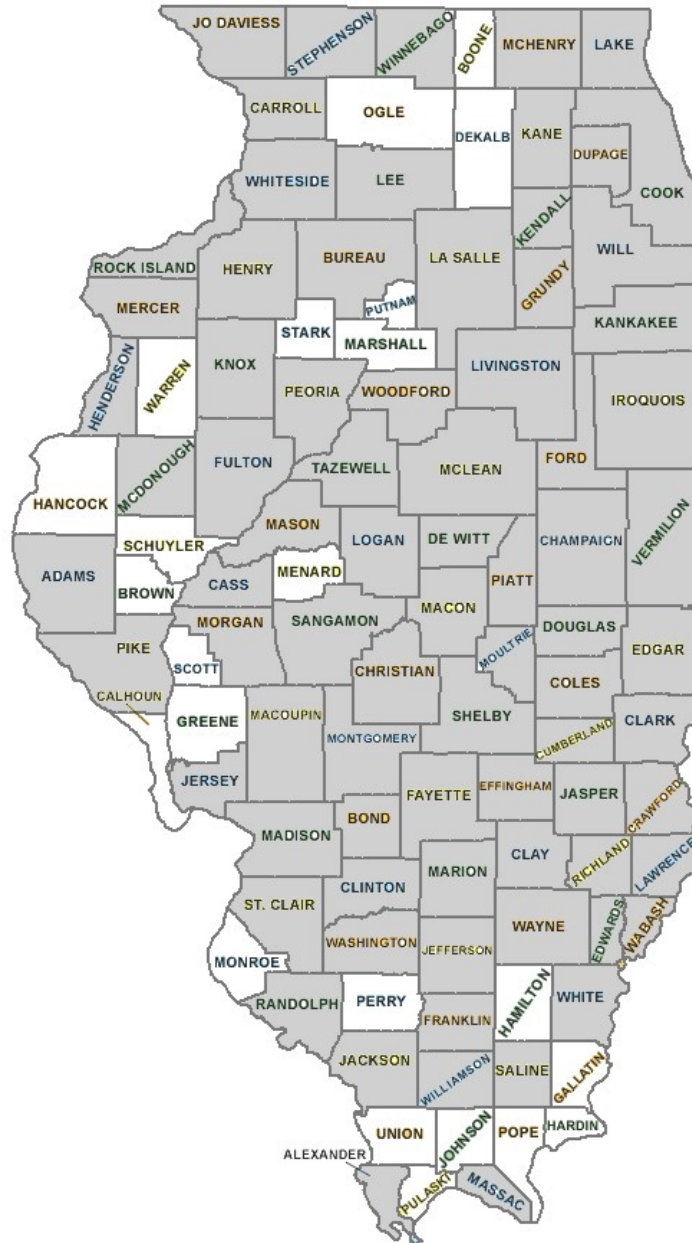 JO DAVIESS
STEPHENSON
WINNEBAGO
BOONE
MCHENRY
LAKE
CARROLL
OGLE
DEKALB
KANE
DUPAGE
COOK
WHITESIDE
LEE
KENDALL
WILL
ROCK ISLAND
HENRY
BUREAU
LA SALLE
GRUNDY
MERCER
PUTNAM
KANKAKEE
STARK
MARSHALL
HENDERSON
WARREN
KNOX
PEORIA
WOODFORD
LIVINGSTON
IROQUOIS
HANCOCK
MCDONOUGH
FULTON
TAZEWELL
MCLEAN
FORD
VERMILION
SCHUYLER
MASON
LOGAN
DE WITT
CHAMPAIGN
ADAMS
BROWN
CASS
MENARD
PIATT
MACON
PIKE
MORGAN
SANGAMON
DOUGLAS
MOULTRIE
EDGAR
SCOTT
CHRISTIAN
COLES
CALHOUN
GREENE
MACOUPIN
MONTGOMERY
SHELBY
CUMBERLAND
CLARK
JERSEY
FAYETTE
EFFINGHAM
JASPER
CRAWFORD
MADISON
BOND
CLAY
RICHLAND
LAWRENCE
ST. CLAIR
CLINTON
MARION
WAYNE
EDWARDS
WABASH
MONROE
WASHINGTON
JEFFERSON
RANDOLPH
PERRY
FRANKLIN
HAMILTON
WHITE
JACKSON
WILLIAMSON
SALINE
GALLATIN
UNION
JOHNSON
POPE
HARDIN
ALEXANDER
PULASKI
MASSAC